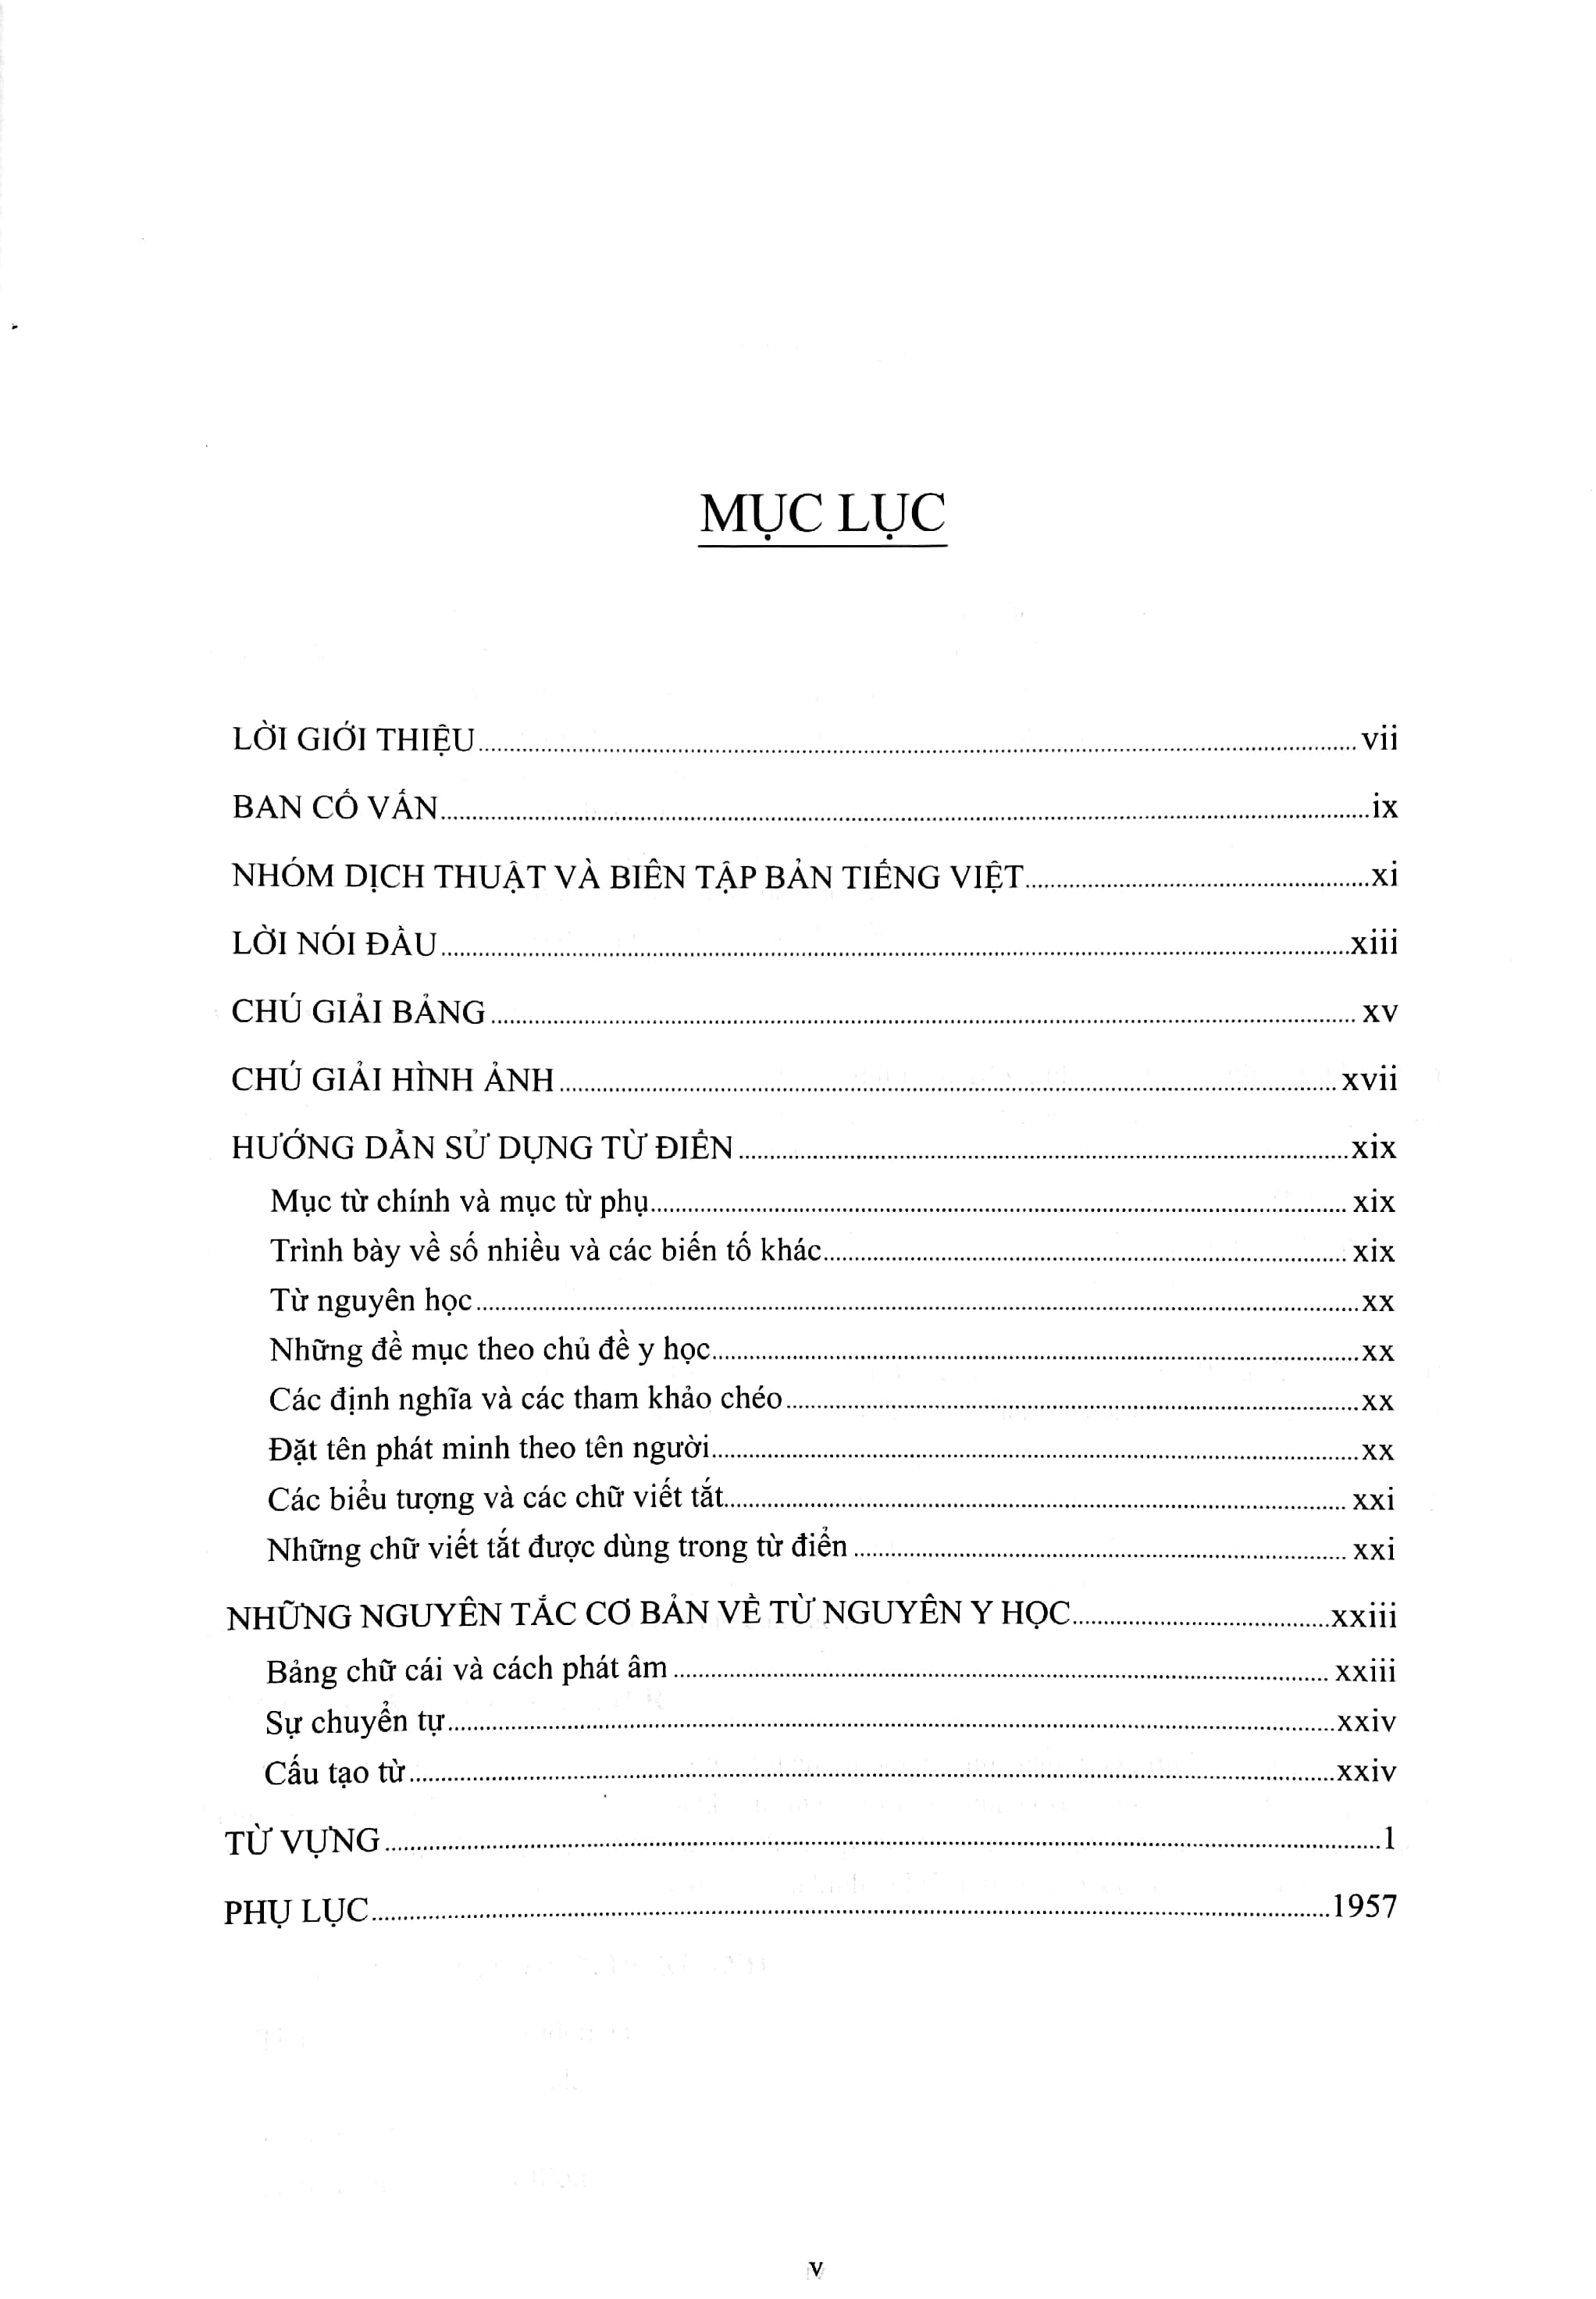 MỤC LỤC
LỜI GIỚI THIỆU........vii
BAN CỐ VẤN........ix
NHÓM DỊCH THUẬT VÀ BIÊN TẬP BẢN TIẾNG VIỆT........xi
LỜI NÓI ĐẦU........xiii
CHÚ GIẢI BẢNG........xv
CHÚ GIẢI HÌNH ẢNH........xvii
HƯỚNG DẪN SỬ DỤNG TỪ ĐIỂN........xix
Mục từ chính và mục từ phụ........xix
Trình bày về số nhiều và các biến tố khác........xix
Từ nguyên học........xx
Những đề mục theo chủ đề y học........xx
Các định nghĩa và các tham khảo chéo........xx
Đặt tên phát minh theo tên người........xx
Các biểu tượng và các chữ viết tắt........xxi
Những chữ viết tắt được dùng trong từ điển........xxi
NHỮNG NGUYÊN TẮC CƠ BẢN VỀ TỪ NGUYÊN Y HỌC........xxiii
Bảng chữ cái và cách phát âm........xxiii
Sự chuyển tự........xxiv
Cấu tạo từ........xxiv
TỪ VỰNG........1
PHỤ LỤC........1957
v